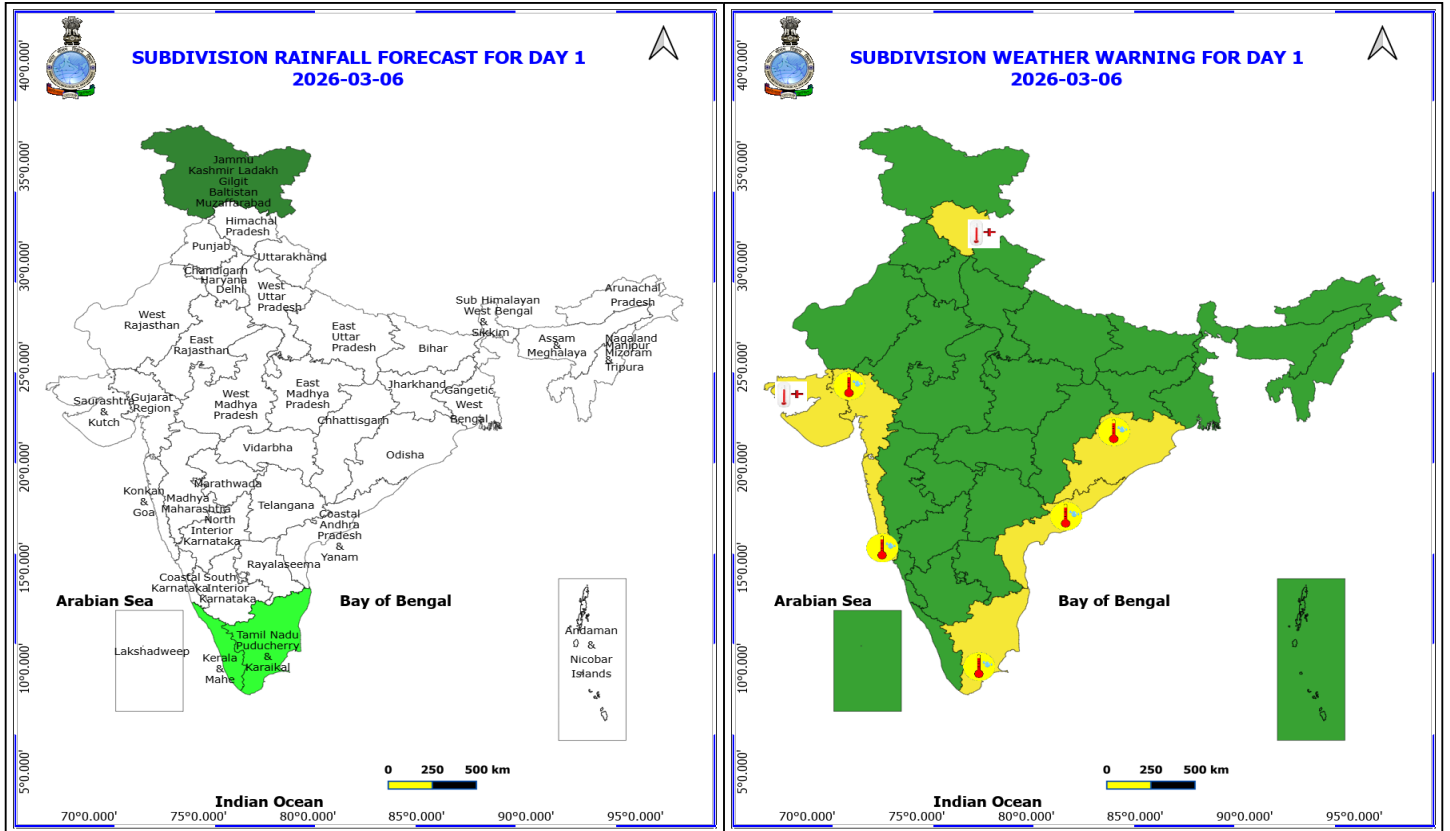 SUBDIVISION RAINFALL FORECAST FOR DAY 1
2026-03-06
40°0.000'
35°0.000'
30°0.000'
25°0.000'
20°0.000'
15°0.000'
10°0.000'
5°0.000'
Jammu
Kashmir Ladakh
Gilgit
Baltistan
Muzaffarabad
Himachal
Pradesh
Punjab
Uttarakhand
Chandigarh
Haryana
Delhi
West
Uttar
Pradesh
Arunachal
Pradesh
Sub Himalayan
West Bengal
&
Sikkim
West
Rajasthan
East
Rajasthan
East
Uttar
Pradesh
Bihar
Assam
&
Meghalaya
Nagaland
Manipur
Mizoram
&
Tripura
Saurashtra
&
Kutch
Gujarat
Region
West
Madhya
Pradesh
East
Madhya
Pradesh
Jharkhand
Gangetic
West
Bengal
Chhattisgarh
Vidarbha
Odisha
Konkan
&
Goa
Marathwada
Madhya
Maharashtra
North
Interior
Karnataka
Telangana
Coastal
Andhra
Pradesh
&
Yanam
Rayalaseema
Coastal
Karnataka
South
Interior
Karnataka
Arabian Sea
Bay of Bengal
Lakshadweep
Kerala
&
Mahe
Tamil Nadu
Puducherry
&
Karaikal
Andaman
&
Nicobar
Islands
0 250 500 km
Indian Ocean
70°0.000' 75°0.000' 80°0.000' 85°0.000' 90°0.000' 95°0.000'
SUBDIVISION WEATHER WARNING FOR DAY 1
2026-03-06
40°0.000'
35°0.000'
30°0.000'
25°0.000'
20°0.000'
15°0.000'
10°0.000'
5°0.000'
Arabian Sea
Bay of Bengal
0 250 500 km
Indian Ocean
70°0.000' 75°0.000' 80°0.000' 85°0.000' 90°0.000' 95°0.000'